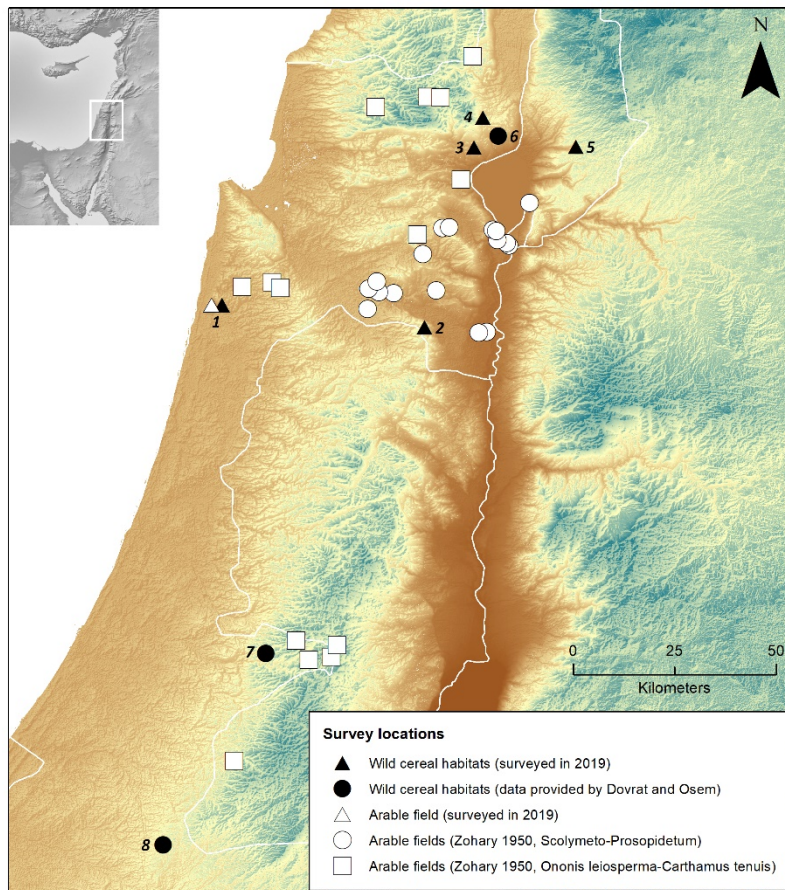 N
4
6
3
5
1
2
7
0 25 50
Kilometers
8
Survey locations
Wild cereal habitats (surveyed in 2019)
Wild cereal habitats (data provided by Dovrat and Osem)
Arable field (surveyed in 2019)
Arable fields (Zohary 1950, Scolymeto-Prosopidetum)
Arable fields (Zohary 1950, Ononis leiosperma-Carthamus tenuis)